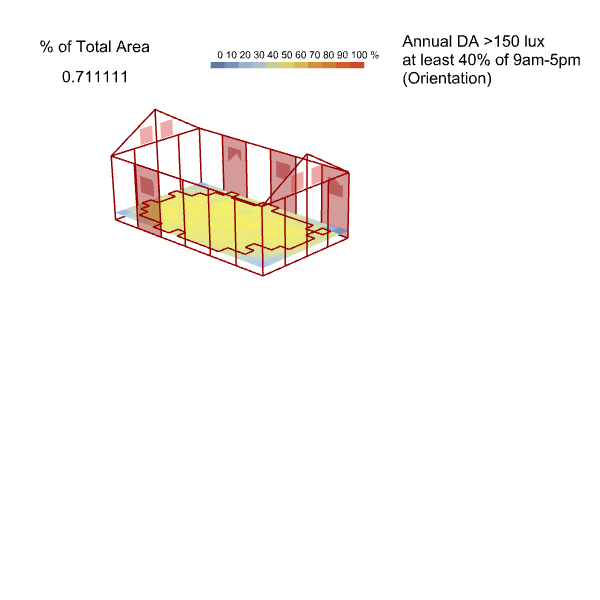 % of Total Area
0.711111
0 10 20 30 40 50 60 70 80 90 100 %
Annual DA >150 lux
at least 40% of 9am-5pm
(Orientation)